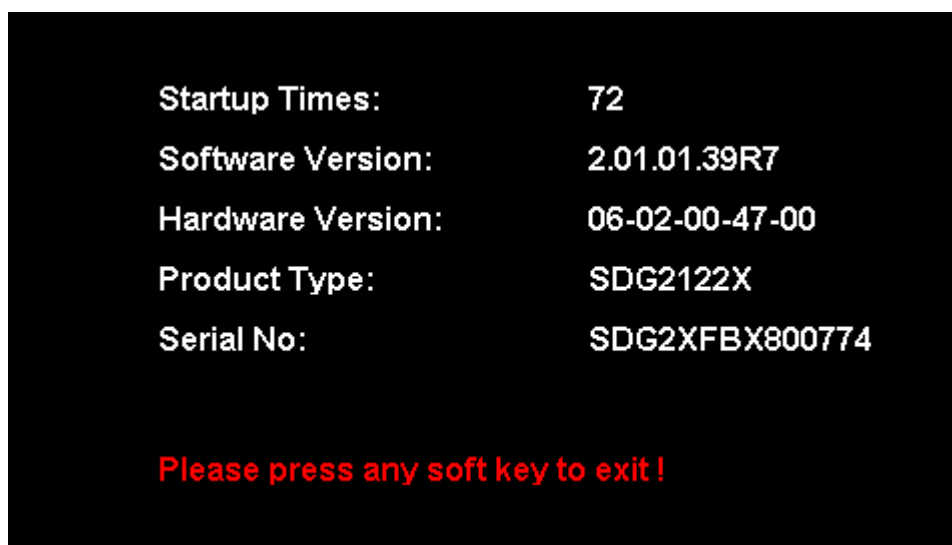 Startup Times: 72
Software Version: 2.01.01.39R7
Hardware Version: 06-02-00-47-00
Product Type: SDG2122X
Serial No: SDG2XFBX800774
Please press any soft key to exit !